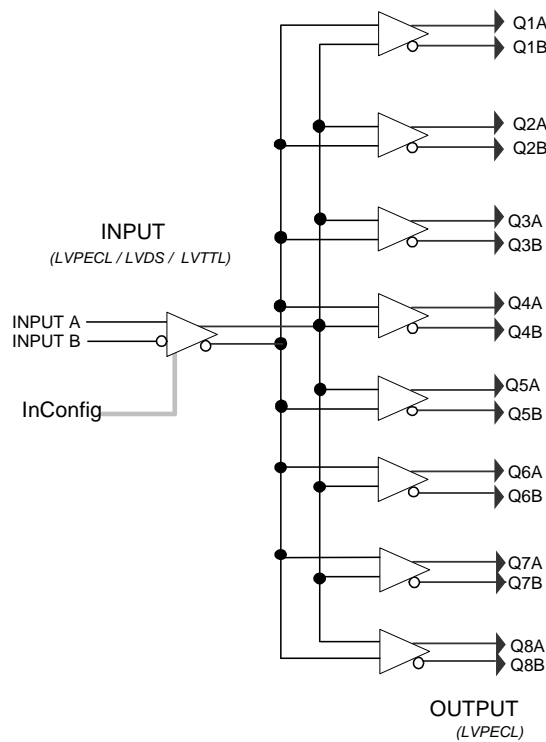 Q1A
Q1B
Q2A
Q2B
Q3A
Q3B
INPUT
(LVPECL / LVDS / LVTTL)
Q4A
INPUT A
Q4B
INPUT B
Q5A
InConfig
Q5B
Q6A
Q6B
Q7A
Q7B
Q8A
Q8B
OUTPUT
(LVPECL)